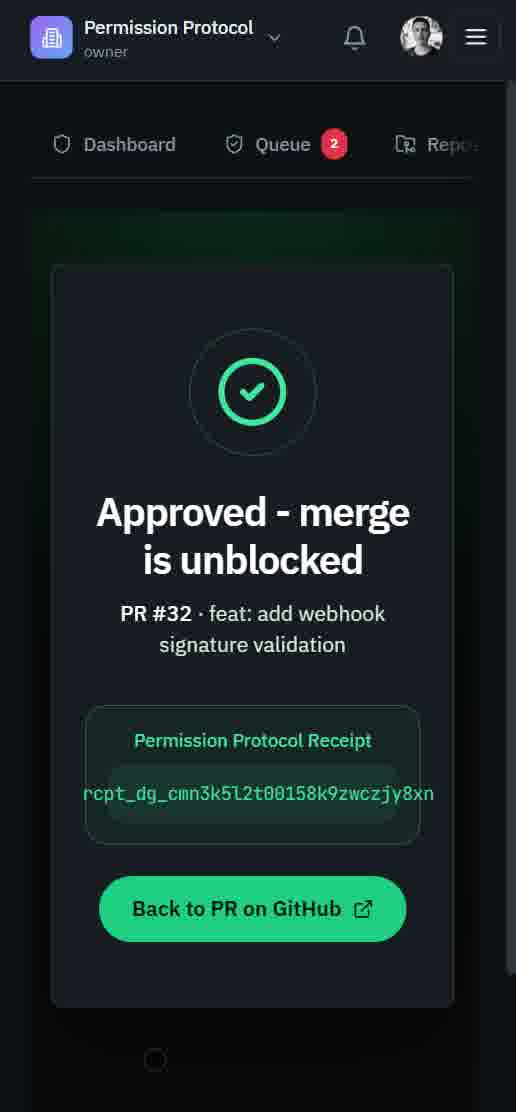 Permission Protocol
owner
Dashboard
Queue 2
Repos
Approved - merge
is unblocked
PR #32 · feat: add webhook
signature validation
Permission Protocol Receipt
rcpt_dg_cmn3k5l2t00158k9zwczjy8xn
Back to PR on GitHub